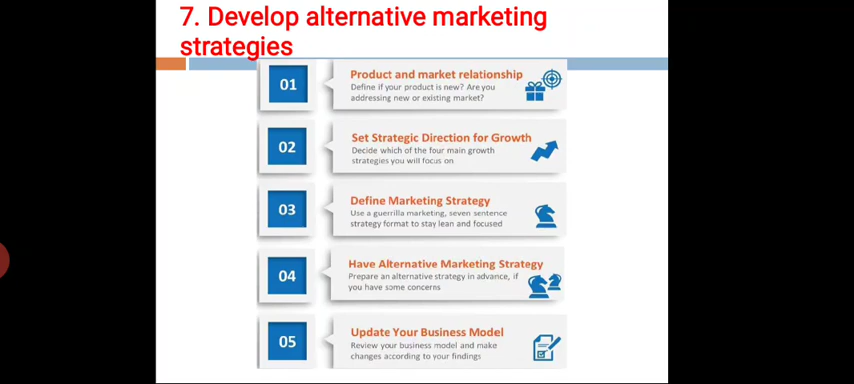 7. Develop alternative marketing
strategies
01
Product and market relationship
Define if your product is new? Are you
addressing new or existing market?
02
Set Strategic Direction for Growth
Decide which of the four main growth
strategies you will focus on
03
Define Marketing Strategy
Use a guerrilla marketing, seven sentence
strategy format to stay lean and focused
04
Have Alternative Marketing Strategy
Prepare an alternative strategy in advance, if
you have some concerns
05
Update Your Business Model
Review your business model and make
changes according to your findings